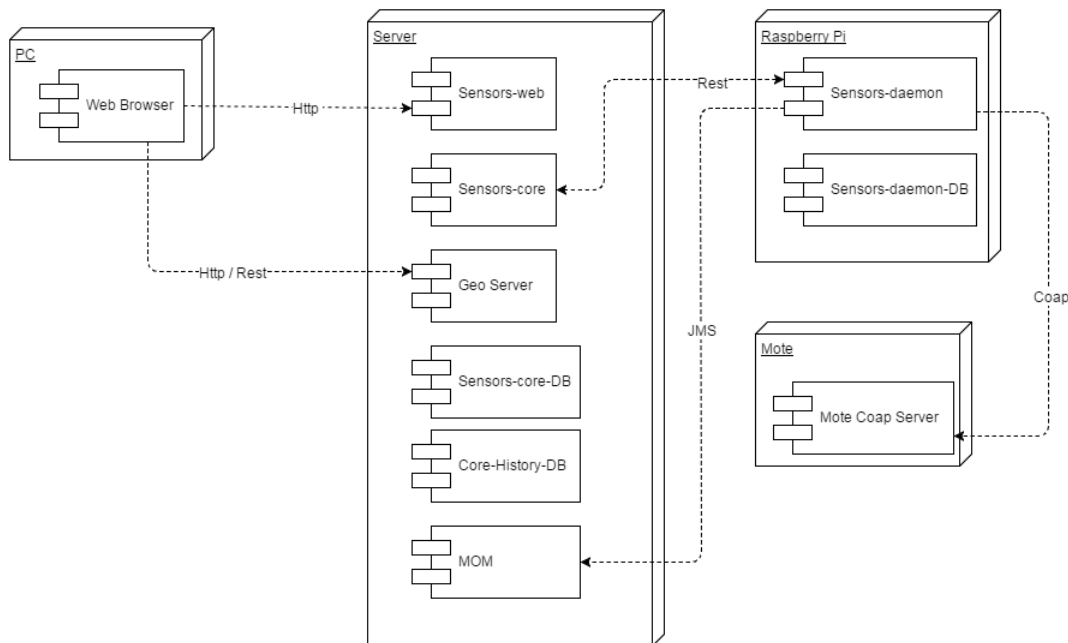 PC
Web Browser
Http
Http / Rest
Server
Sensors-web
Sensors-core
Geo Server
Sensors-core-DB
Core-History-DB
MOM
Rest
JMS
Raspberry Pi
Sensors-daemon
Sensors-daemon-DB
Coap
Mote
Mote Coap Server